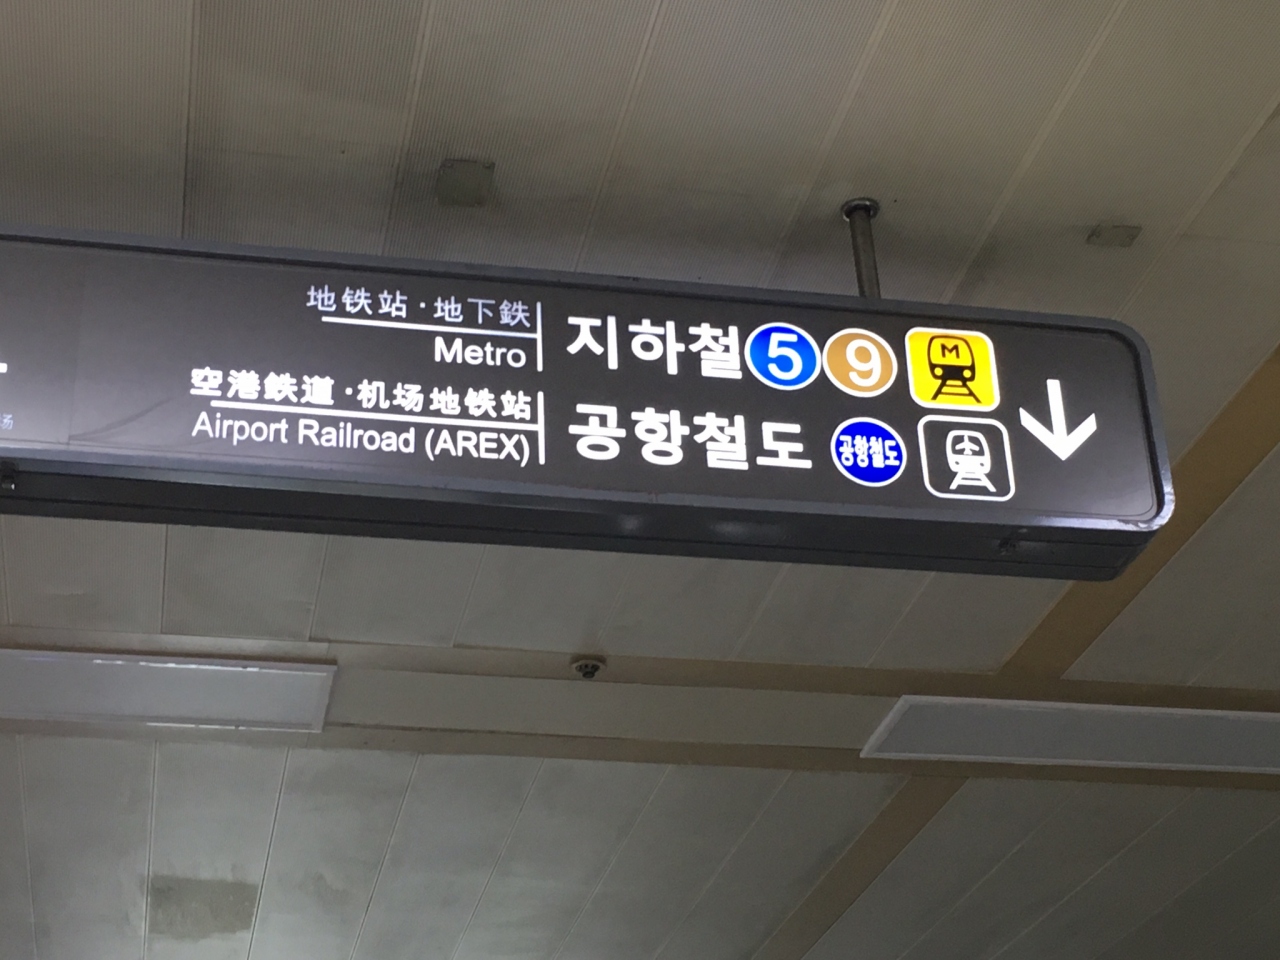 地铁站·地下鉄
Metro
지하철 5 9 M
空港鉄道·机场地铁站
Airport Railroad (AREX)
공항철도 공항철도
场